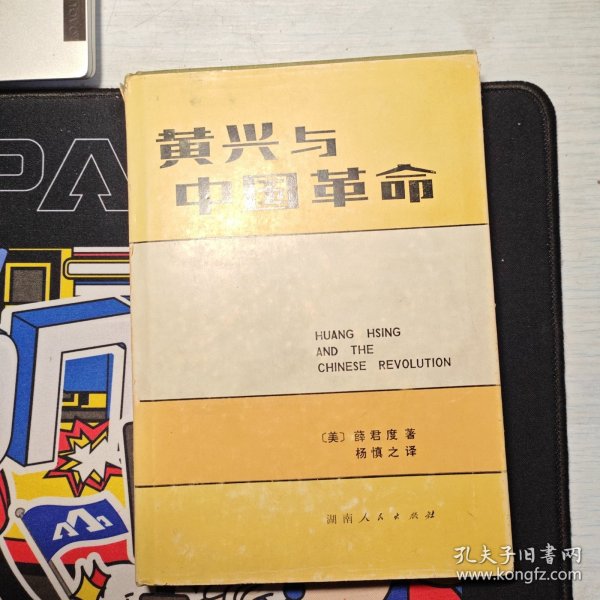 黄兴与
中国革命
HUANG HSING
AND THE
CHINESE REVOLUTION
〔美〕薛君度著
杨慎之译
湖南人民出版社
PA
孔夫子旧书网
www.kongfz.com